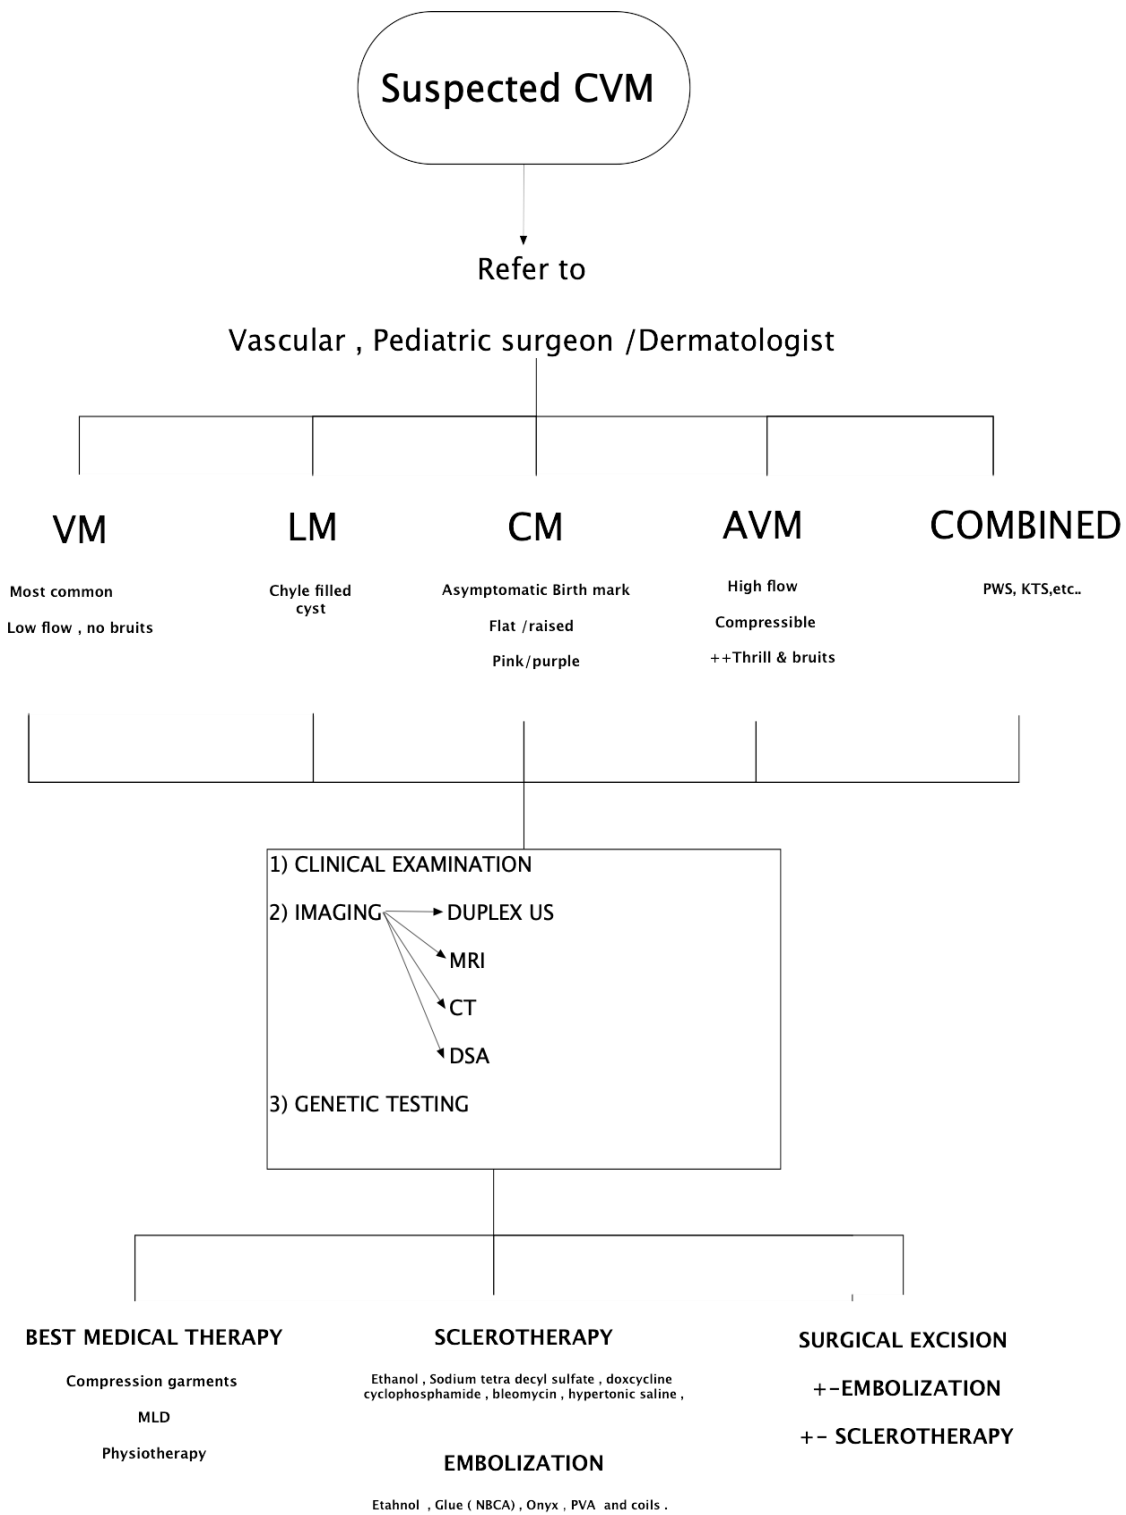 Suspected CVM
Refer to
Vascular , Pediatric surgeon /Dermatologist
VM
Most common
Low flow , no bruits
LM
Chyle filled
cyst
CM
Asymptomatic Birth mark
Flat /raised
Pink/purple
AVM
High flow
Compressible
++Thrill & bruits
COMBINED
PWS, KTS,etc..
1) CLINICAL EXAMINATION
2) IMAGING
DUPLEX US
MRI
CT
DSA
3) GENETIC TESTING
BEST MEDICAL THERAPY
Compression garments
MLD
Physiotherapy
SCLEROTHERAPY
Ethanol , Sodium tetra decyl sulfate , doxcycline
cyclophosphamide , bleomycin , hypertonic saline ,
EMBOLIZATION
Etahnol , Glue ( NBCA) , Onyx , PVA and coils .
SURGICAL EXCISION
+-EMBOLIZATION
+- SCLEROTHERAPY